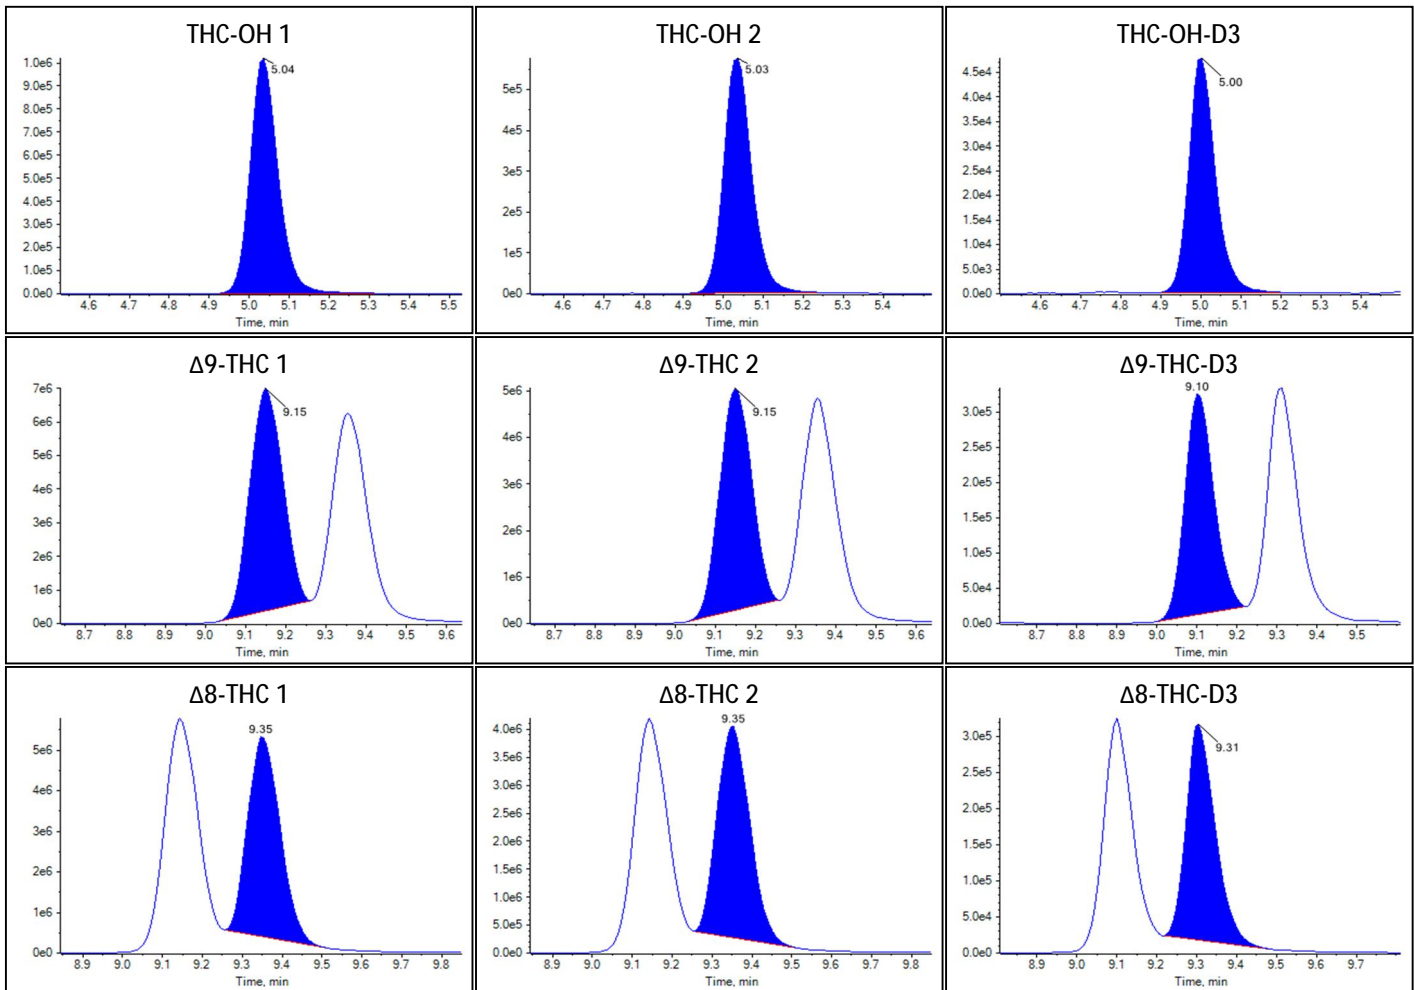 THC-OH 1
1.0e6
9.0e5
8.0e5
7.0e5
6.0e5
5.0e5
4.0e5
3.0e5
2.0e5
1.0e5
0.0e0
5.04
4.6 4.7 4.8 4.9 5.0 5.1 5.2 5.3 5.4 5.5
Time, min
THC-OH 2
5e5
4e5
3e5
2e5
1e5
0e0
5.03
4.6 4.7 4.8 4.9 5.0 5.1 5.2 5.3 5.4
Time, min
THC-OH-D3
4.5e4
4.0e4
3.5e4
3.0e4
2.5e4
2.0e4
1.5e4
1.0e4
5.0e3
0.0e0
5.00
4.6 4.7 4.8 4.9 5.0 5.1 5.2 5.3 5.4
Time, min
Δ9-THC 1
7e6
6e6
5e6
4e6
3e6
2e6
1e6
0e0
9.15
8.7 8.8 8.9 9.0 9.1 9.2 9.3 9.4 9.5 9.6
Time, min
Δ9-THC 2
5e6
4e6
3e6
2e6
1e6
0e0
9.15
8.7 8.8 8.9 9.0 9.1 9.2 9.3 9.4 9.5 9.6
Time, min
Δ9-THC-D3
9.10
3.0e5
2.5e5
2.0e5
1.5e5
1.0e5
5.0e4
0.0e0
8.7 8.8 8.9 9.0 9.1 9.2 9.3 9.4 9.5
Time, min
Δ8-THC 1
9.35
5e6
4e6
3e6
2e6
1e6
0e0
8.9 9.0 9.1 9.2 9.3 9.4 9.5 9.6 9.7 9.8
Time, min
Δ8-THC 2
9.35
4.0e6
3.5e6
3.0e6
2.5e6
2.0e6
1.5e6
1.0e6
5.0e5
0.0e0
8.9 9.0 9.1 9.2 9.3 9.4 9.5 9.6 9.7 9.8
Time, min
Δ8-THC-D3
3.0e5
2.5e5
2.0e5
1.5e5
1.0e5
5.0e4
0.0e0
9.31
8.9 9.0 9.1 9.2 9.3 9.4 9.5 9.6 9.7
Time, min